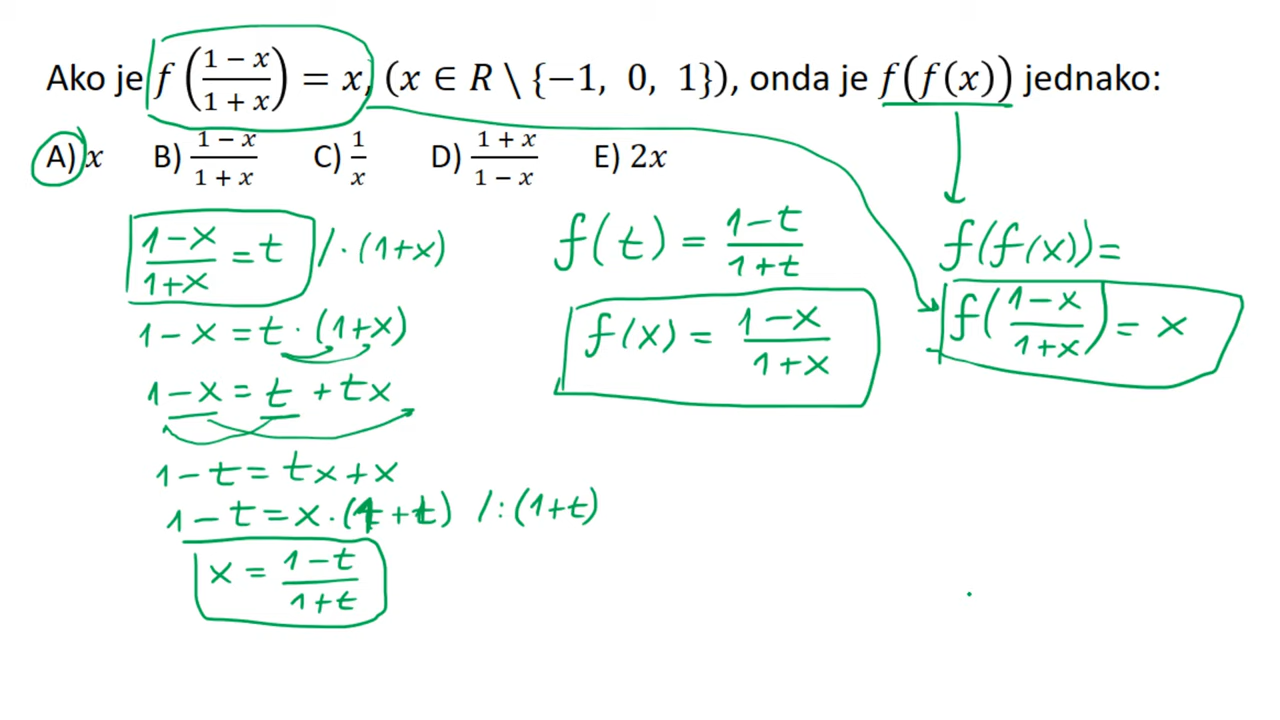 Ako je f((1 − x)/(1 + x)) = x, (x ∈ R \ {−1, 0, 1}), onda je f(f(x)) jednako:
A) x B) (1 − x)/(1 + x) C) 1/x D) (1 + x)/(1 − x) E) 2x
(1−x)/(1+x) = t /·(1+x)
1−x = t·(1+x)
1−x = t + tx
1−t = tx+x
1−t = x·(1+t) /:(1+t)
x = (1−t)/(1+t)
f(t) = (1−t)/(1+t)
f(x) = (1−x)/(1+x)
f(f(x)) =
f((1−x)/(1+x)) = x